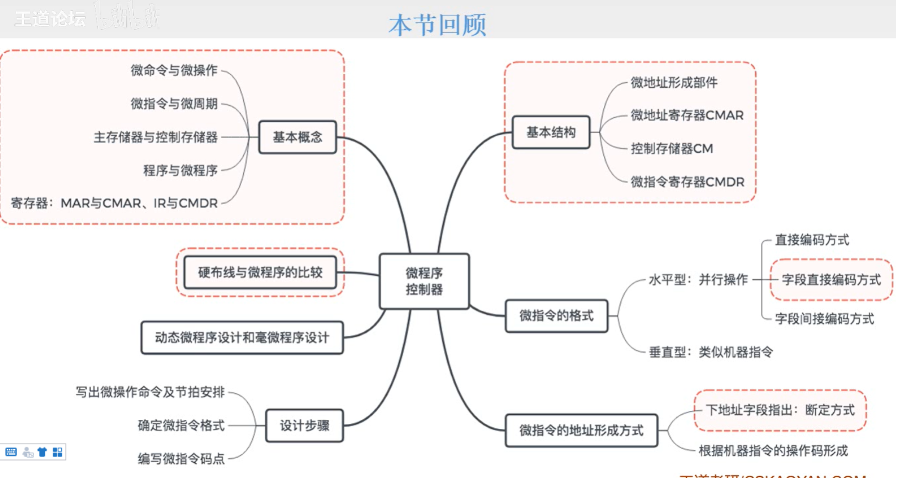 王道论坛
本节回顾
微命令与微操作
微指令与微周期
主存储器与控制存储器
程序与微程序
寄存器：MAR与CMAR、IR与CMDR
基本概念
硬布线与微程序的比较
动态微程序设计和毫微程序设计
写出微操作命令及节拍安排
确定微指令格式
编写微指令码点
设计步骤
微程序
控制器
基本结构
微地址形成部件
微地址寄存器CMAR
控制存储器CM
微指令寄存器CMDR
微指令的格式
水平型：并行操作
直接编码方式
字段直接编码方式
字段间接编码方式
垂直型：类似机器指令
微指令的地址形成方式
下地址字段指出：断定方式
根据机器指令的操作码形成